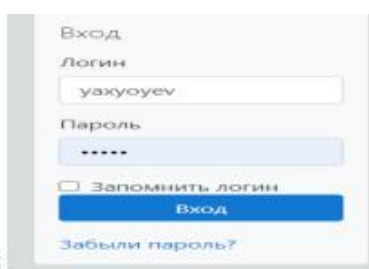 Вход
Логин
yaxyoyev
Пароль
•••••
Запомнить логин
Вход
Забыли пароль?